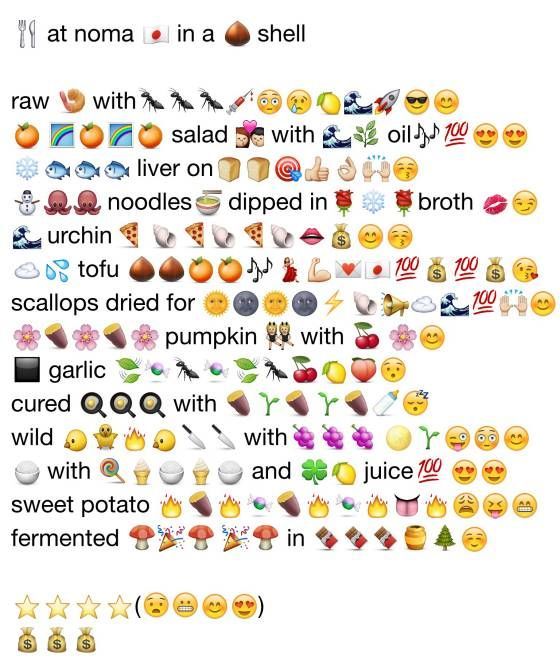 🍴 at noma 🇯🇵 in a 🌰 shell
raw 🍤 with 🐜🐜🐜💉😳😢🍋🌊🚀😎😊
🍊🌈🍊🌈🍊 salad 💏 with 🌊🌿 oil🎶💯😍😍
❄️🐟🐟🐟 liver on 🍞🍞🎯👍👌🙌😚
⛄🐙🐙 noodles🍜 dipped in🌹❄️🌹broth 💋😏
🌊 urchin 🍕🐚🍕🐚🍕🐚👄💰😊😚
☁️💦 tofu 🌰🌰🍊🍊🎶💃💪💌🇯🇵💯💰💯💰😘
scallops dried for 🌞🌚🌞🌚⚡🐚📣☁️🌊💯🙌😊
🌸🍠🌸🍠🌸 pumpkin 👯 with 🍒🌸😊
⬛ garlic 🍃🍬🐜🍬🍃🐜🍒🍋🍑😯
cured 🍳🍳🍳 with 🍠🌱🍠🌱🍠🍼😴
wild 🐤🐥🔥🐤🔪🔪 with🍇🍇🍇🌕🌱😜😳😊
🍚 with 🍭🍦🍚🍦🍚 and 🍀🍋 juice💯😍😍
sweet potato 🔥🍠🔥🍬🍠🔥🍬🔥👅🔥😩😝😁
fermented 🍄🎉🍄🎉🍄 in 🍫🍫🍫🍯🌲☺️
⭐⭐⭐⭐(😧😬😊😍)
💰💰💰